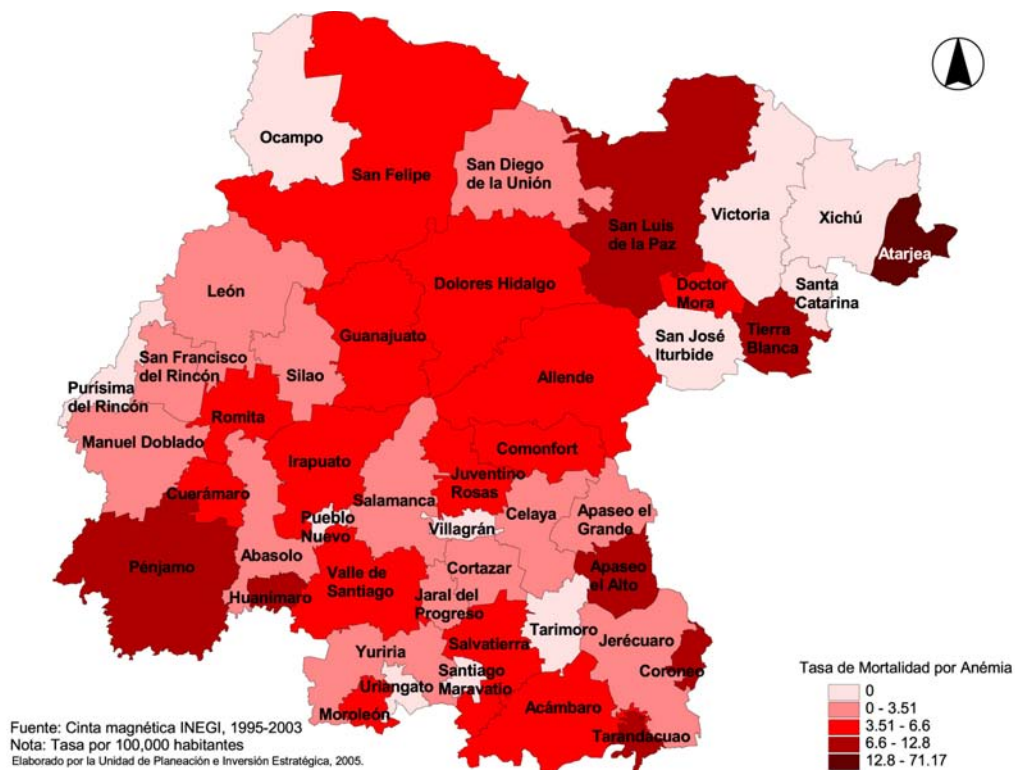 Ocampo
San Felipe
San Diego
de la Unión
San Luis
de la Paz
Victoria
Xichú
Atarjea
León
Dolores Hidalgo
Doctor
Mora
Santa
Catarina
Guanajuato
San José
Iturbide
Tierra
Blanca
San Francisco
del Rincón
Silao
Allende
Purísima
del Rincón
Romita
Manuel Doblado
Irapuato
Comonfort
Cuerámaro
Salamanca
Juventino
Rosas
Celaya
Apaseo el
Grande
Pueblo
Nuevo
Villagrán
Abasolo
Pénjamo
Valle de
Santiago
Cortazar
Apaseo
el Alto
Huanímaro
Jaral del
Progreso
Tarimoro
Jerécuaro
Salvatierra
Yuriria
Coroneo
Santiago
Maravatio
Uriangato
Moroleón
Acámbaro
Tarandacuao
Tasa de Mortalidad por Anémia
0
0 - 3.51
3.51 - 6.6
6.6 - 12.8
12.8 - 71.17
Fuente: Cinta magnética INEGI, 1995-2003
Nota: Tasa por 100,000 habitantes
Elaborado por la Unidad de Planeación e Inversión Estratégica, 2005.